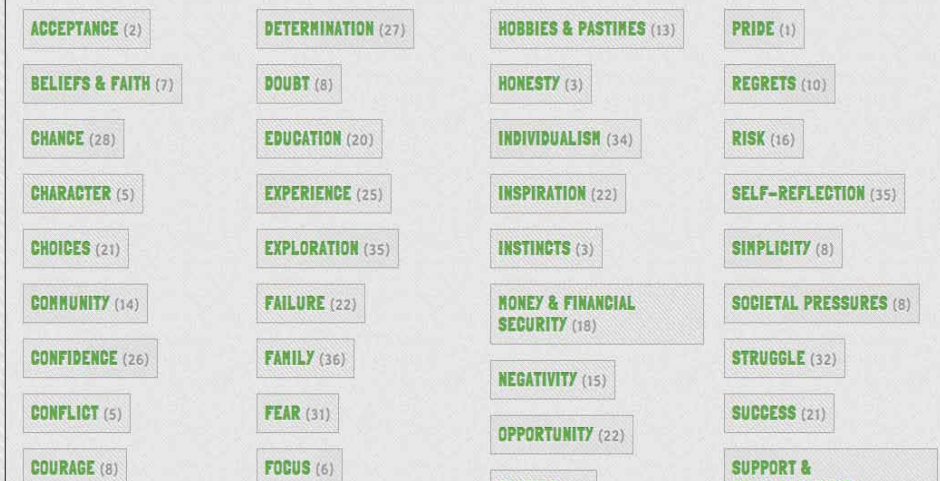 ACCEPTANCE (2)
BELIEFS & FAITH (7)
CHANCE (28)
CHARACTER (5)
CHOICES (21)
COMMUNITY (14)
CONFIDENCE (26)
CONFLICT (5)
COURAGE (8)
DETERMINATION (27)
DOUBT (8)
EDUCATION (20)
EXPERIENCE (25)
EXPLORATION (35)
FAILURE (22)
FAMILY (36)
FEAR (31)
FOCUS (6)
HOBBIES & PASTIMES (13)
HONESTY (3)
INDIVIDUALISM (34)
INSPIRATION (22)
INSTINCTS (3)
MONEY & FINANCIAL
SECURITY (18)
NEGATIVITY (15)
OPPORTUNITY (22)
PRIDE (1)
REGRETS (10)
RISK (16)
SELF-REFLECTION (35)
SIMPLICITY (8)
SOCIETAL PRESSURES (8)
STRUGGLE (32)
SUCCESS (21)
SUPPORT &